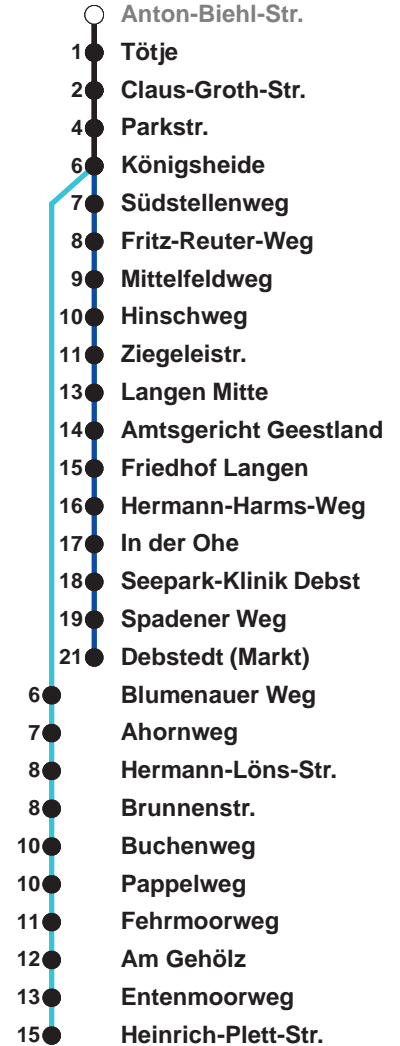 Anton-Biehl-Str.
1 Tötje
2 Claus-Groth-Str.
4 Parkstr.
6 Königsheide
7 Südstellenweg
8 Fritz-Reuter-Weg
9 Mittelfeldweg
10 Hinschweg
11 Ziegeleistr.
13 Langen Mitte
14 Amtsgericht Geestland
15 Friedhof Langen
16 Hermann-Harms-Weg
17 In der Ohe
18 Seepark-Klinik Debst
19 Spadener Weg
21 Debstedt (Markt)
6 Blumenauer Weg
7 Ahornweg
8 Hermann-Löns-Str.
8 Brunnenstr.
10 Buchenweg
10 Pappelweg
11 Fehrmoorweg
12 Am Gehölz
13 Entenmoorweg
15 Heinrich-Plett-Str.